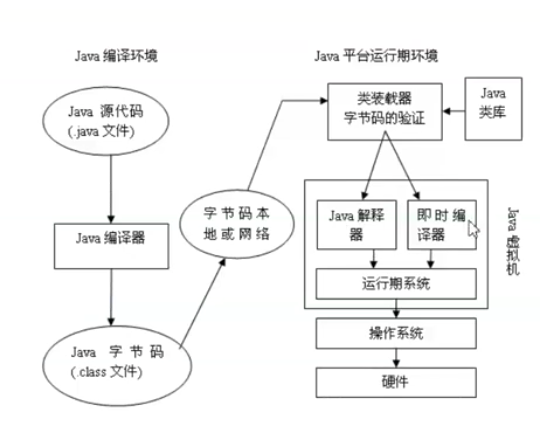 Java 编译环境
Java 平台运行期环境
Java 源代码
(.java 文件)
Java 编译器
Java 字节码
(.class 文件)
字节码本
地或网络
类装载器
字节码的验证
Java
类库
Java 解释
器
即时编
译器
运行期系统
Java 虚拟机
操作系统
硬件